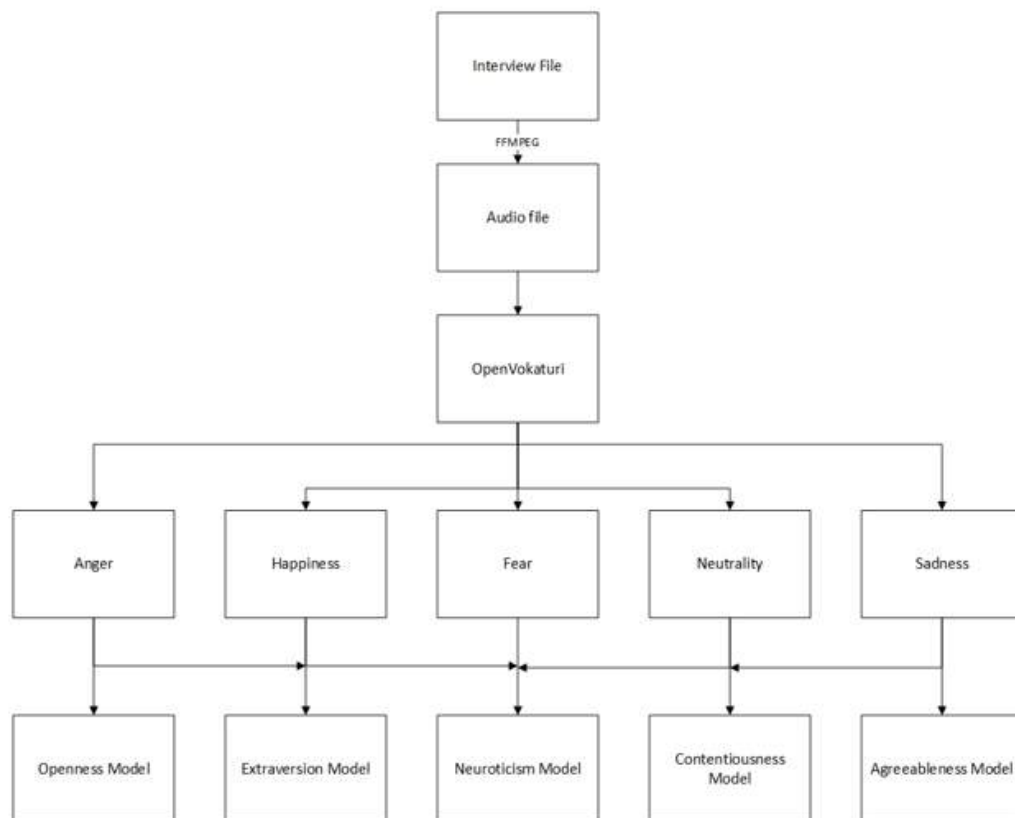 Interview File
FFMPEG
Audio file
OpenVokaturi
Anger
Happiness
Fear
Neutrality
Sadness
Openness Model
Extraversion Model
Neuroticism Model
Contentiousness
Model
Agreeableness Model